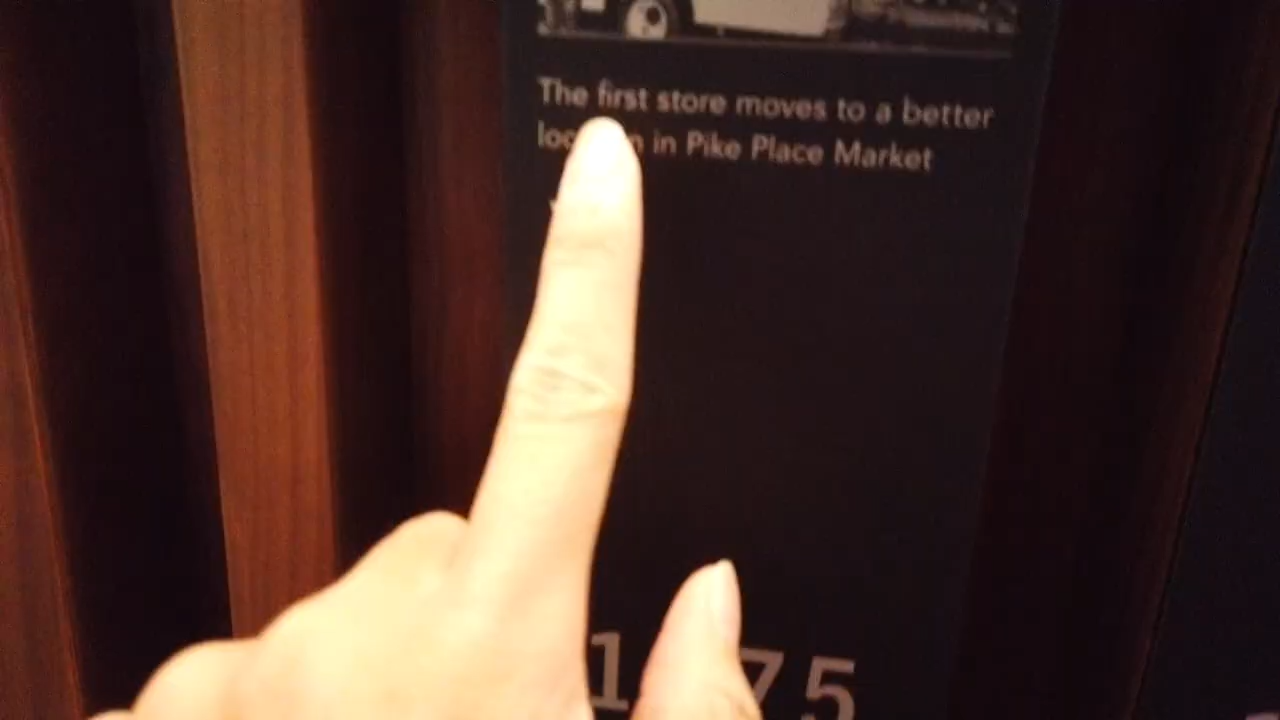 The first store moves to a better
in Pike Place Market